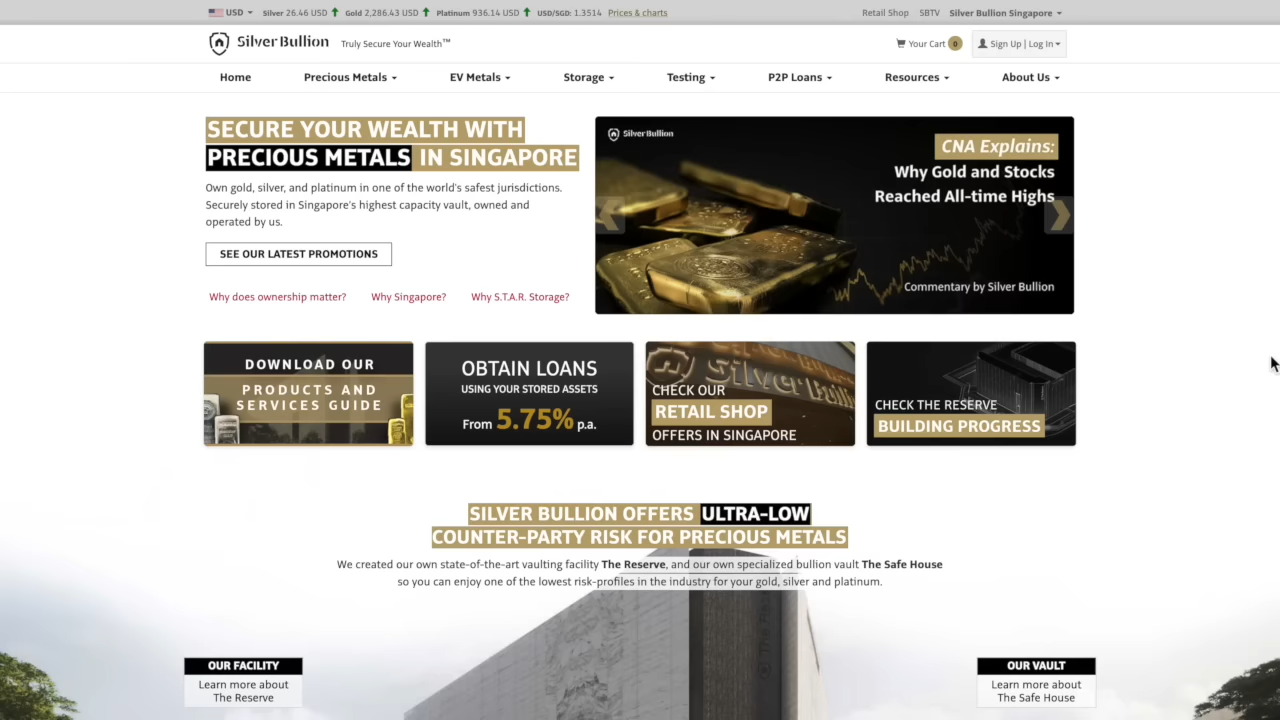 USD Silver 26.46 USD Gold 2,286.43 USD Platinum 936.14 USD USD/SGD: 1.3514 Prices & charts Retail Shop SBTV Silver Bullion Singapore
Silver Bullion Truly Secure Your Wealth™ Your Cart 0 Sign Up | Log In
Home Precious Metals EV Metals Storage Testing P2P Loans Resources About Us
SECURE YOUR WEALTH WITH
PRECIOUS METALS IN SINGAPORE
Own gold, silver, and platinum in one of the world's safest jurisdictions.
Securely stored in Singapore's highest capacity vault, owned and
operated by us.
SEE OUR LATEST PROMOTIONS
Why does ownership matter? Why Singapore? Why S.T.A.R. Storage?
Silver Bullion
CNA Explains:
Why Gold and Stocks
Reached All-time Highs
Commentary by Silver Bullion
DOWNLOAD OUR
PRODUCTS AND
SERVICES GUIDE
OBTAIN LOANS
USING YOUR STORED ASSETS
From 5.75% p.a.
Silver Bull
CHECK OUR
RETAIL SHOP
OFFERS IN SINGAPORE
CHECK THE RESERVE
BUILDING PROGRESS
SILVER BULLION OFFERS ULTRA-LOW
COUNTER-PARTY RISK FOR PRECIOUS METALS
We created our own state-of-the-art vaulting facility The Reserve, and our own specialized bullion vault The Safe House
so you can enjoy one of the lowest risk-profiles in the industry for your gold, silver and platinum.
OUR FACILITY
Learn more about
The Reserve
OUR VAULT
Learn more about
The Safe House